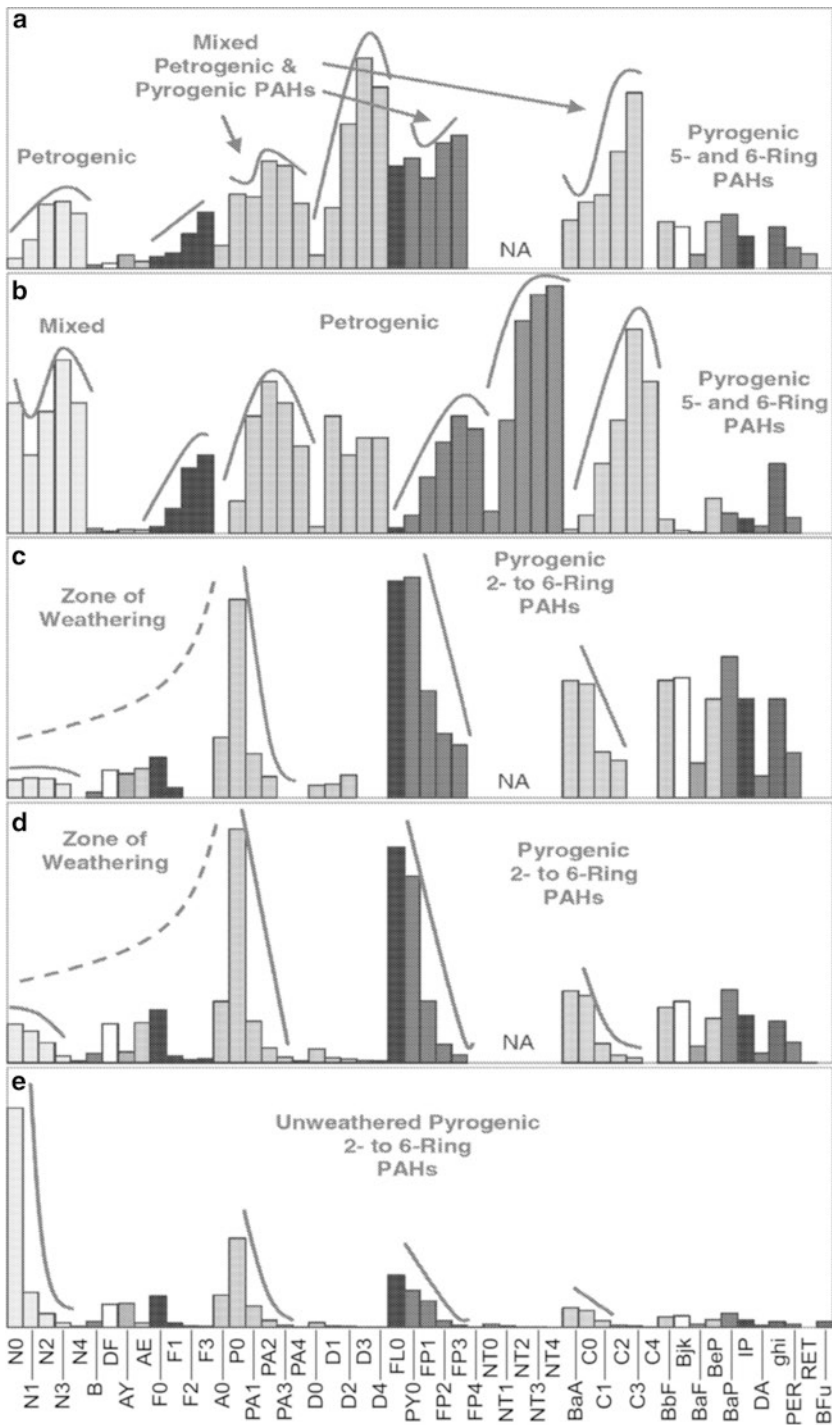 a
Mixed
Petrogenic &
Pyrogenic PAHs
Petrogenic
Pyrogenic
5- and 6-Ring
PAHs
NA
b
Mixed
Petrogenic
Pyrogenic
5- and 6-Ring
PAHs
c
Zone of
Weathering
Pyrogenic
2- to 6-Ring
PAHs
NA
d
Zone of
Weathering
Pyrogenic
2- to 6-Ring
PAHs
NA
e
Unweathered Pyrogenic
2- to 6-Ring
PAHs
N0
N1
N2
N3
N4
B
DF
AY
AE
F0
F1
F2
F3
A0
P0
PA1
PA2
PA3
PA4
D0
D1
D2
D3
D4
FL0
PY0
FP1
FP2
FP3
FP4
NT0
NT1
NT2
NT3
NT4
BaA
C0
C1
C2
C3
C4
BbF
Bjk
BaF
BeP
BaP
IP
DA
ghi
PER
RET
BFu